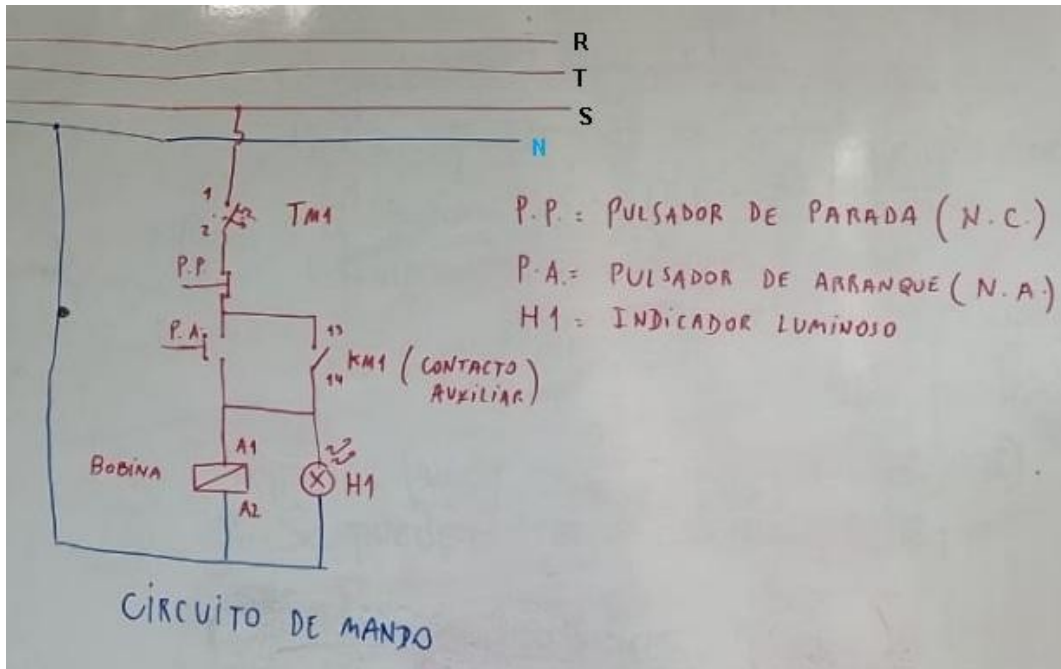 R
T
S
N
1
2
TM1
P.P.
P.A.
13
14
KM1 (CONTACTO
AUXILIAR)
BOBINA
A1
A2
H1
P.P. = PULSADOR DE PARADA (N.C.)
P.A. = PULSADOR DE ARRANQUE (N.A.)
H1 = INDICADOR LUMINOSO
CIRCUITO DE MANDO